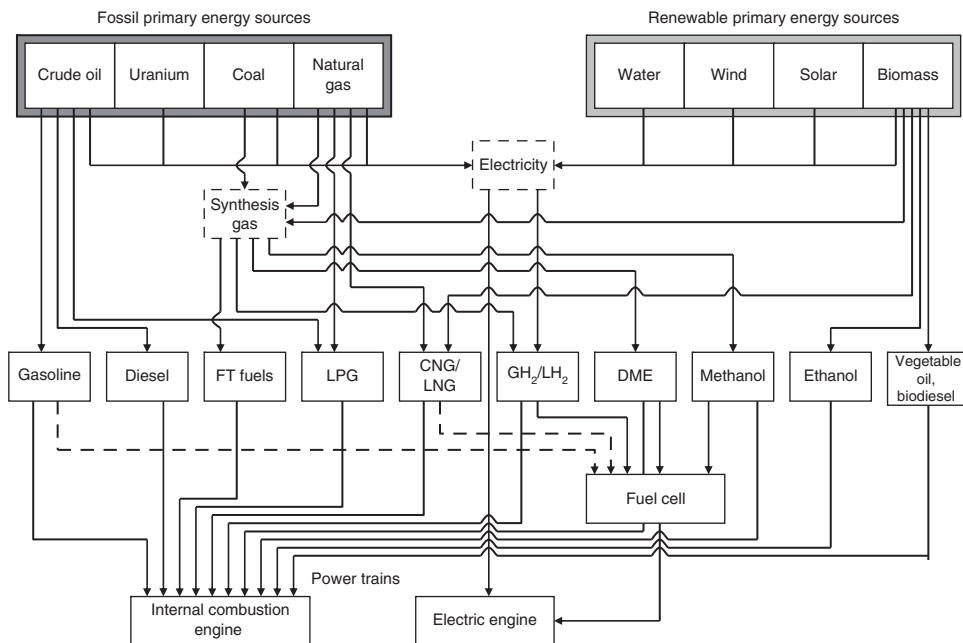 Fossil primary energy sources
Renewable primary energy sources
Crude oil
Uranium
Coal
Natural
gas
Water
Wind
Solar
Biomass
Electricity
Synthesis
gas
Gasoline
Diesel
FT fuels
LPG
CNG/
LNG
GH₂/LH₂
DME
Methanol
Ethanol
Vegetable
oil,
biodiesel
Fuel cell
Power trains
Internal combustion
engine
Electric engine